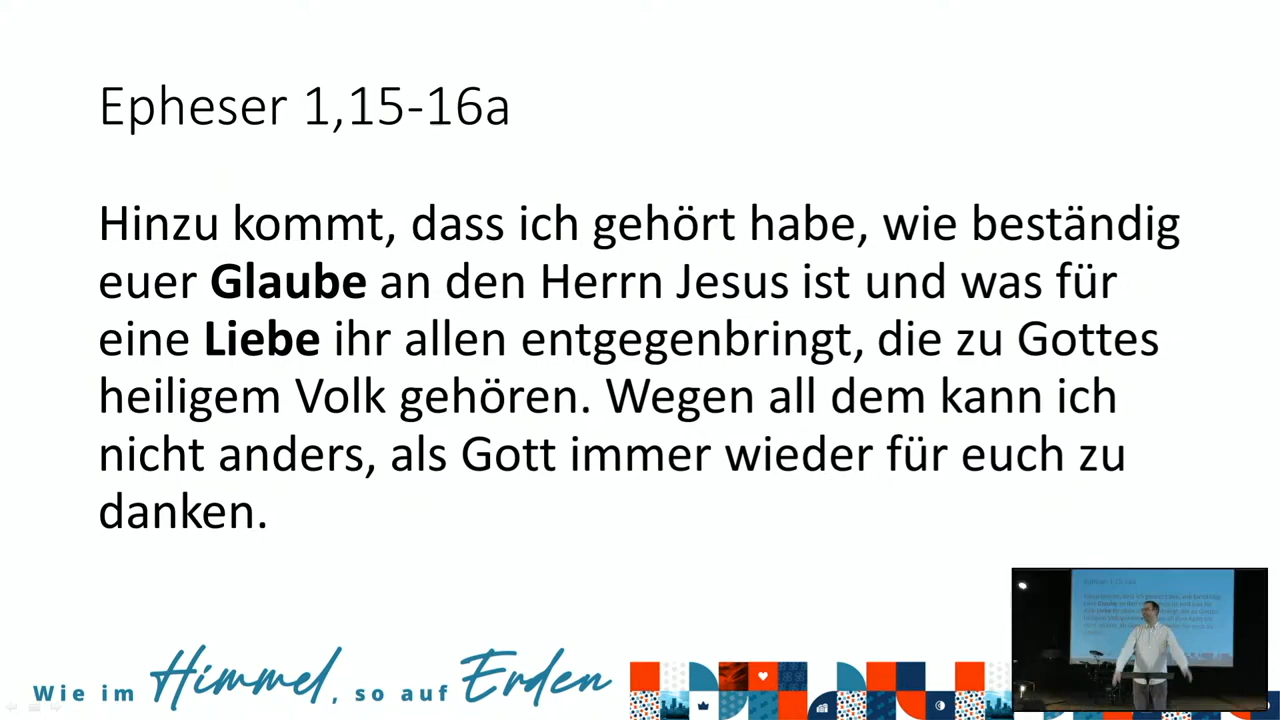 Epheser 1,15-16a
Hinzu kommt, dass ich gehört habe, wie beständig
euer Glaube an den Herrn Jesus ist und was für
eine Liebe ihr allen entgegenbringt, die zu Gottes
heiligem Volk gehören. Wegen all dem kann ich
nicht anders, als Gott immer wieder für euch zu
danken.
Wie im Himmel, so auf Erden